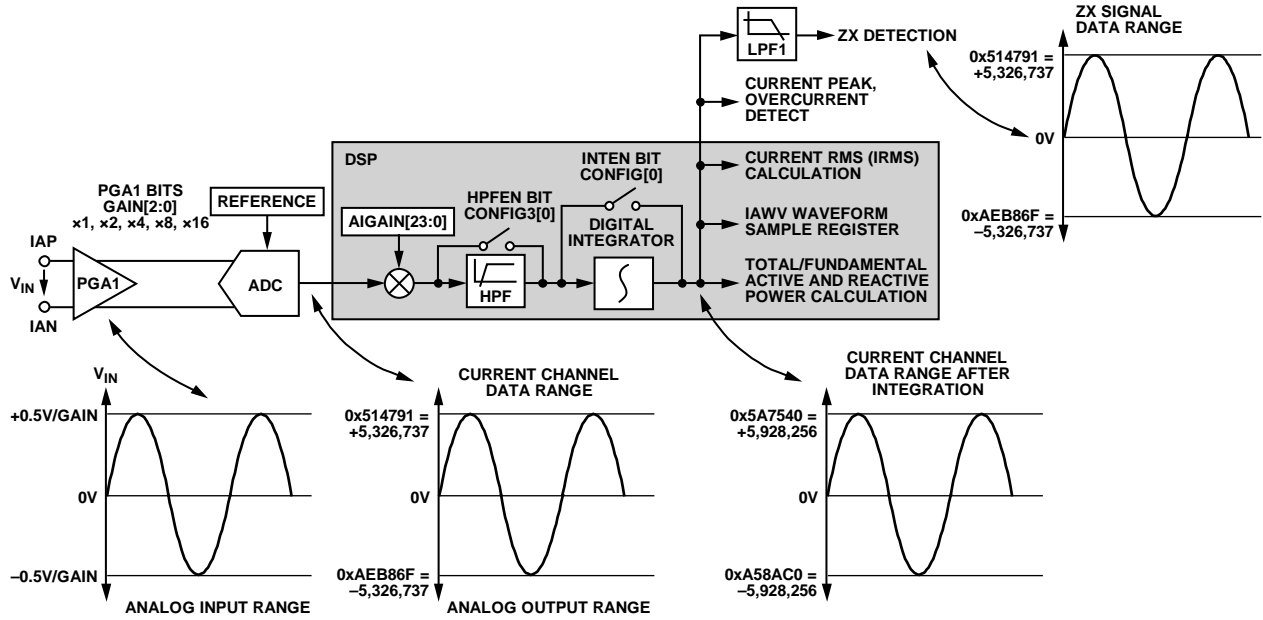 ZX SIGNAL
DATA RANGE
0x514791 =
+5,326,737
0V
0xAEB86F =
–5,326,737
LPF1
ZX DETECTION
CURRENT PEAK,
OVERCURRENT
DETECT
DSP
INTEN BIT
CONFIG[0]
CURRENT RMS (IRMS)
CALCULATION
PGA1 BITS
GAIN[2:0]
×1, ×2, ×4, ×8, ×16
REFERENCE
HPFEN BIT
CONFIG3[0]
AIGAIN[23:0]
DIGITAL
INTEGRATOR
IAWV WAVEFORM
SAMPLE REGISTER
IAP
VIN
IAN
PGA1
ADC
HPF
TOTAL/FUNDAMENTAL
ACTIVE AND REACTIVE
POWER CALCULATION
VIN
+0.5V/GAIN
0V
–0.5V/GAIN
ANALOG INPUT RANGE
CURRENT CHANNEL
DATA RANGE
0x514791 =
+5,326,737
0V
0xAEB86F =
–5,326,737
ANALOG OUTPUT RANGE
CURRENT CHANNEL
DATA RANGE AFTER
INTEGRATION
0x5A7540 =
+5,928,256
0V
0xA58AC0 =
–5,928,256